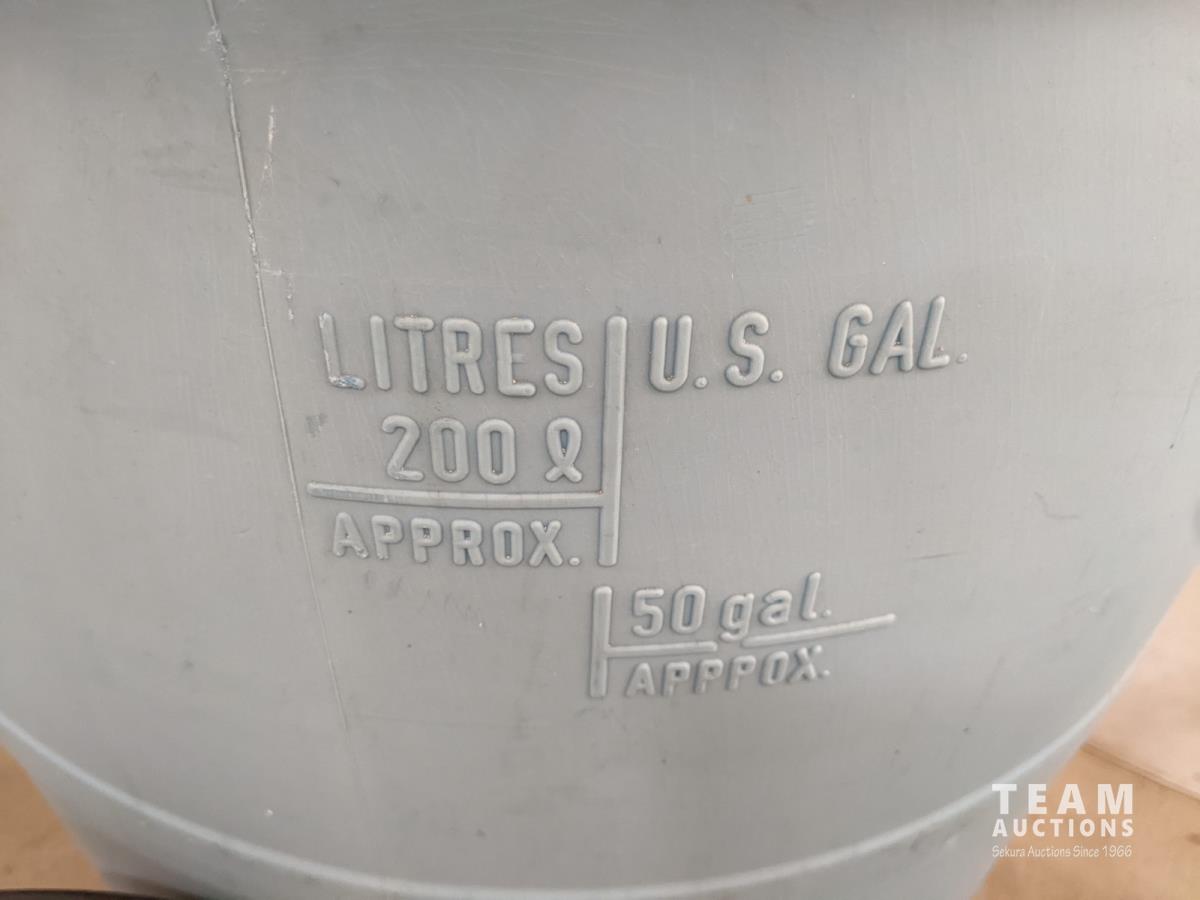 LITRES U.S. GAL.
200 ℓ
APPROX.
50 gal.
APPPOX.
TEAM
AUCTIONS
Sekura Auctions Since 1966